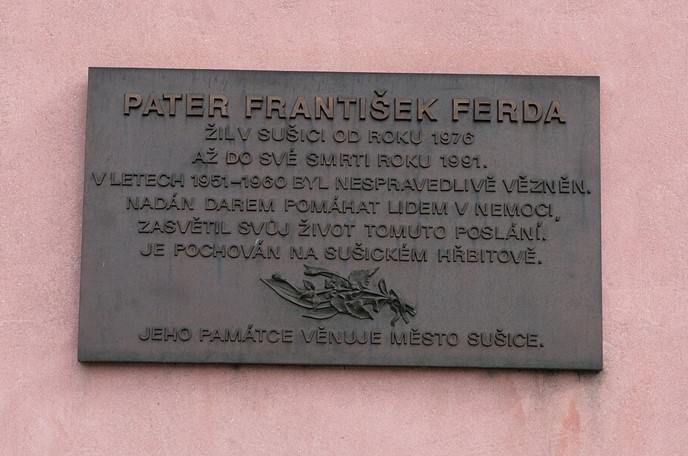 PATER FRANTIŠEK FERDA
ŽIL V SUŠICI OD ROKU 1976
AŽ DO SVÉ SMRTI ROKU 1991.
V LETECH 1951–1960 BYL NESPRAVEDLIVĚ VĚZNĚN.
NADÁN DAREM POMÁHAT LIDEM V NEMOCI,
ZASVĚTIL SVŮJ ŽIVOT TOMUTO POSLÁNÍ.
JE POCHOVÁN NA SUŠICKÉM HŘBITOVĚ.
JEHO PAMÁTCE VĚNUJE MĚSTO SUŠICE.